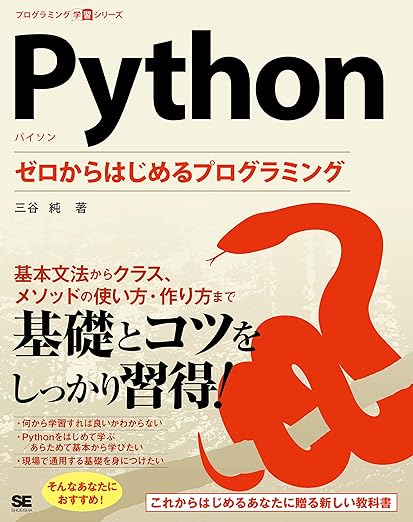 プログラミング学習シリーズ
Python
パイソン
ゼロからはじめるプログラミング
三谷 純 著
基本文法からクラス、
メソッドの使い方・作り方まで
基礎とコツを
しっかり習得!
・何から学習すれば良いかわからない
・Pythonをはじめて学ぶ
あらためて基本から学びたい
・現場で通用する基礎を身につけたい
そんなあなたに
おすすめ!
SE
SHOEISHA
これからはじめるあなたに贈る新しい教科書